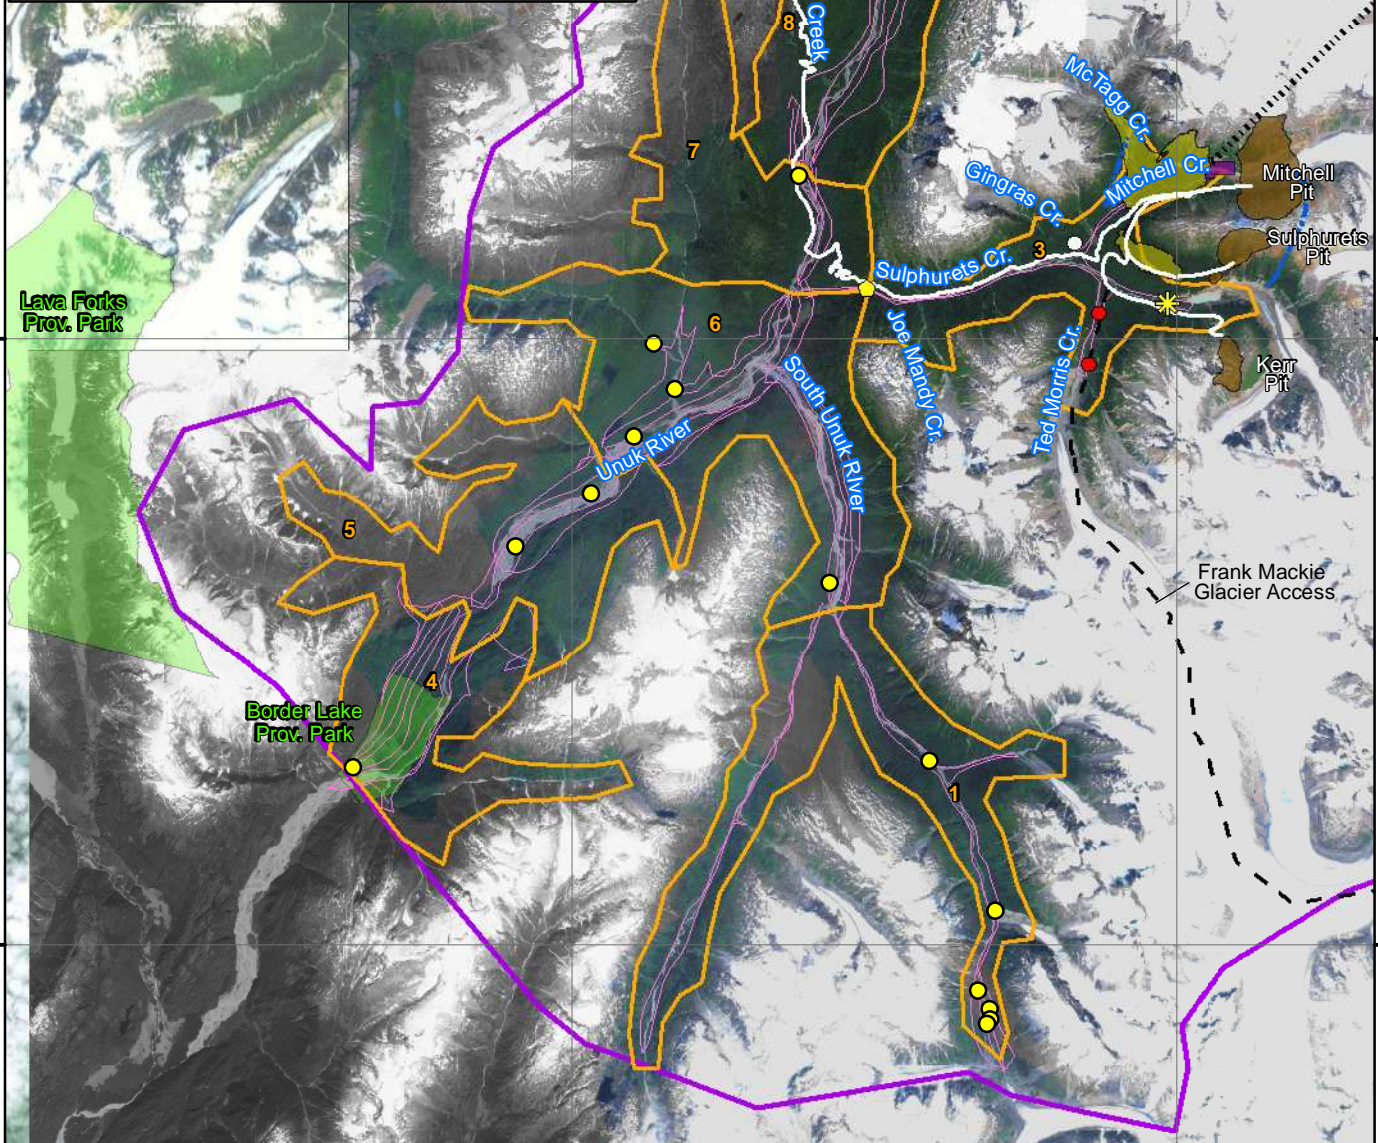 8
Creek
McTagg Cr.
7
Mitchell Cr.
Mitchell
Pit
Gingras Cr.
3
Sulphurets
Pit
Sulphurets Cr.
Lava Forks
Prov. Park
6
Joe Mandy Cr.
Ted Morris Cr.
Kerr
Pit
South Unuk RIver
Unuk River
5
Frank Mackie
Glacier Access
4
Border Lake
Prov. Park
1